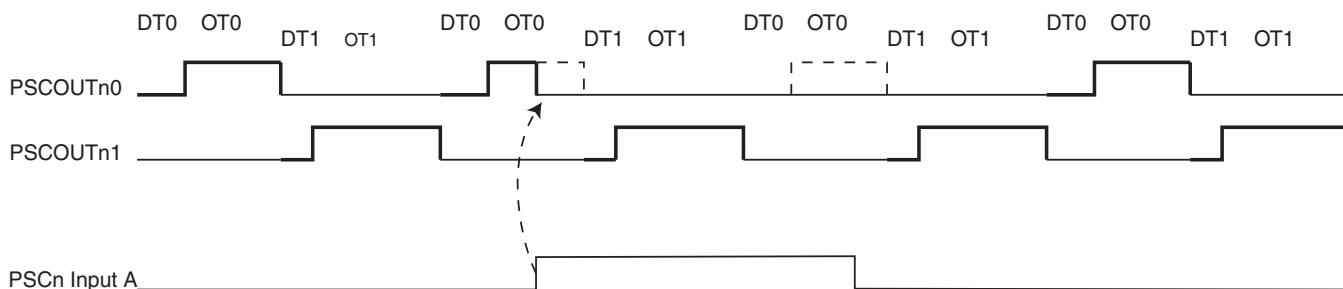 DT0 OT0 DT0 OT0 DT0 OT0 DT0 OT0
DT1 OT1 DT1 OT1 DT1 OT1 DT1 OT1
PSCOUTn0
PSCOUTn1
PSCn Input A